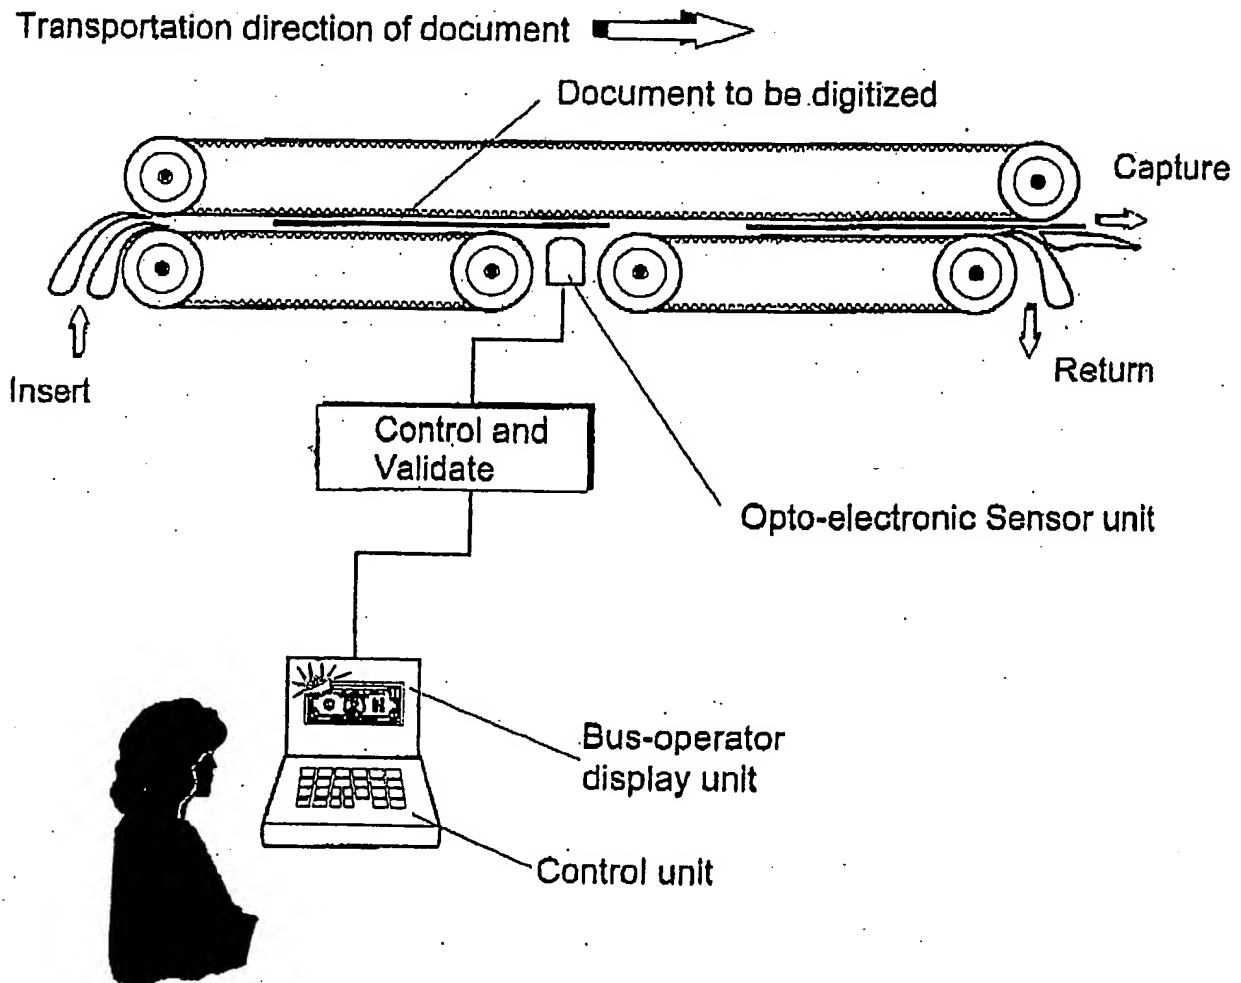 Transportation direction of document
Document to be digitized
Capture
Insert
Return
Control and
Validate
Opto-electronic Sensor unit
Bus-operator
display unit
Control unit